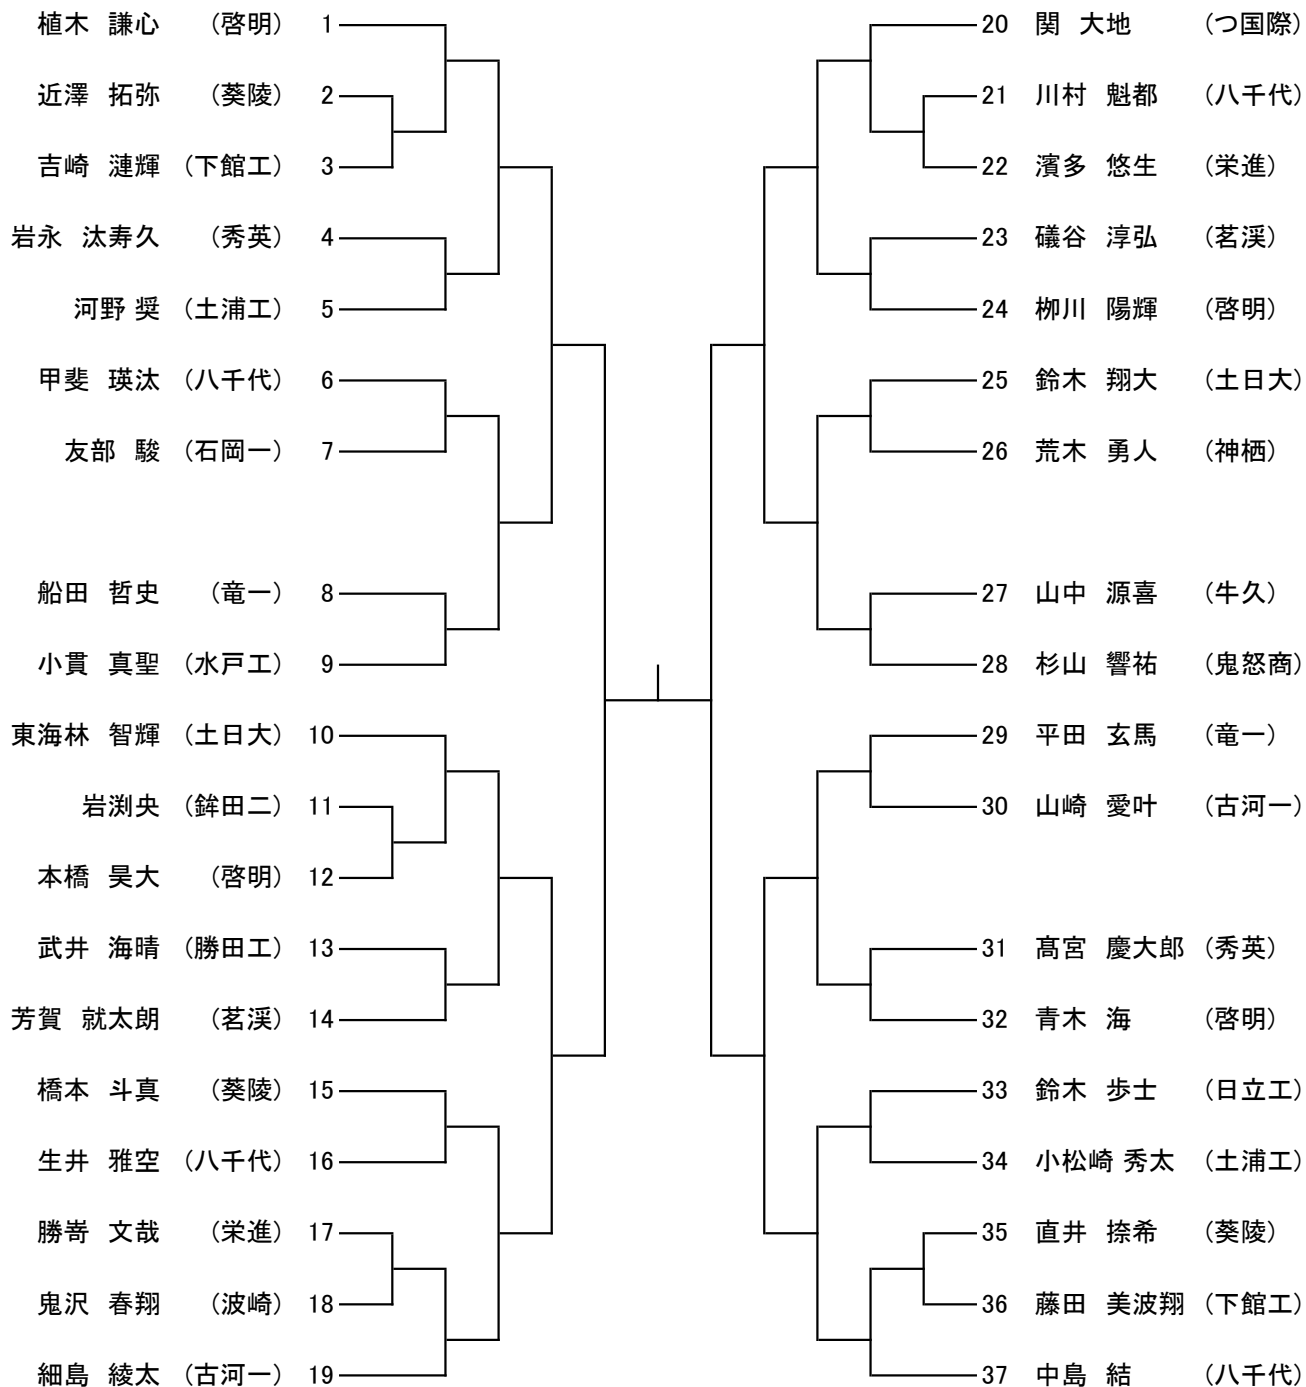 植木 謙心 (啓明) 1
近澤 拓弥 (葵陵) 2
吉崎 漣輝 (下館工) 3
岩永 汰寿久 (秀英) 4
河野 奨 (土浦工) 5
甲斐 瑛汰 (八千代) 6
友部 駿 (石岡一) 7
船田 哲史 (竜一) 8
小貫 真聖 (水戸工) 9
東海林 智輝 (土日大) 10
岩渕央 (鉾田二) 11
本橋 昊大 (啓明) 12
武井 海晴 (勝田工) 13
芳賀 就太朗 (茗溪) 14
橋本 斗真 (葵陵) 15
生井 雅空 (八千代) 16
勝嵜 文哉 (栄進) 17
鬼沢 春翔 (波崎) 18
細島 綾太 (古河一) 19
20 関 大地 (つ国際)
21 川村 魁都 (八千代)
22 濱多 悠生 (栄進)
23 礒谷 淳弘 (茗溪)
24 栁川 陽輝 (啓明)
25 鈴木 翔大 (土日大)
26 荒木 勇人 (神栖)
27 山中 源喜 (牛久)
28 杉山 響祐 (鬼怒商)
29 平田 玄馬 (竜一)
30 山崎 愛叶 (古河一)
31 髙宮 慶大郎 (秀英)
32 青木 海 (啓明)
33 鈴木 歩士 (日立工)
34 小松崎 秀太 (土浦工)
35 直井 捺希 (葵陵)
36 藤田 美波翔 (下館工)
37 中島 結 (八千代)